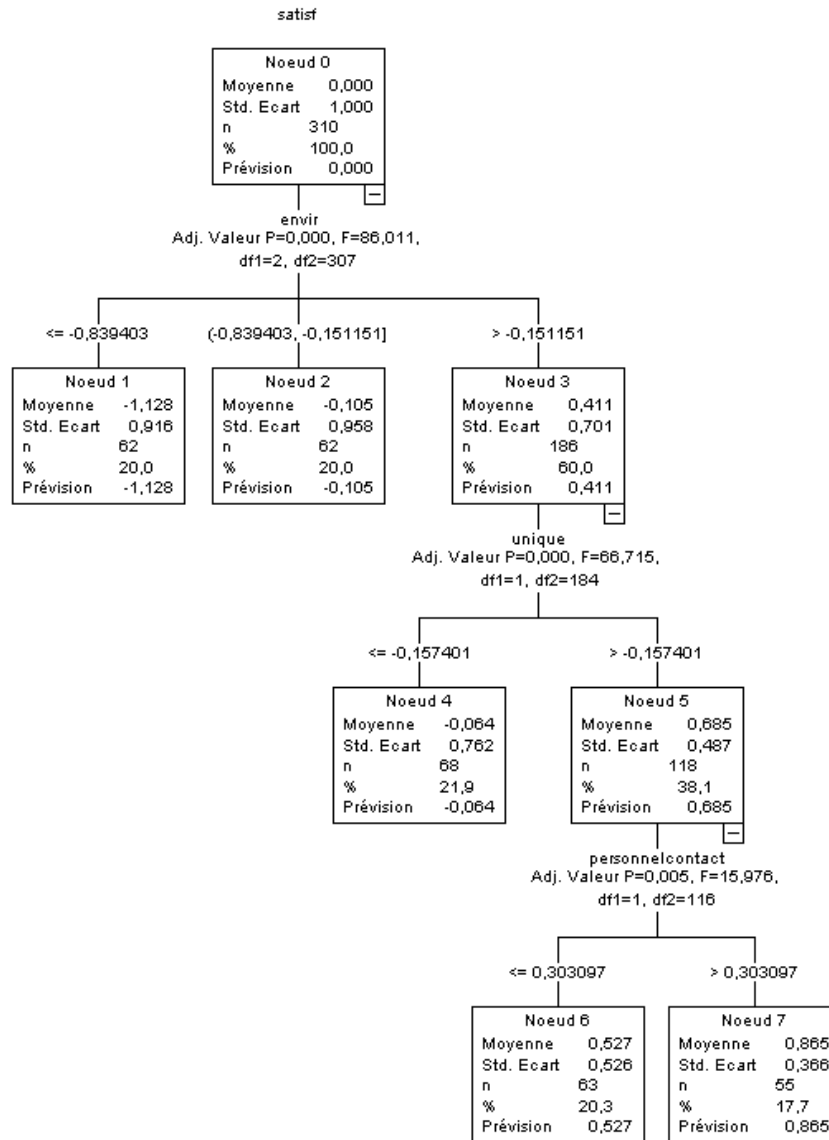 satisf
Noeud 0
Moyenne 0,000
Std. Ecart 1,000
n 310
% 100,0
Prévision 0,000
envir
Adj. Valeur P=0,000, F=86,011,
df1=2, df2=307
<= -0,839403
(-0,839403, -0,151151]
> -0,151151
Noeud 1
Moyenne -1,128
Std. Ecart 0,916
n 62
% 20,0
Prévision -1,128
Noeud 2
Moyenne -0,105
Std. Ecart 0,958
n 62
% 20,0
Prévision -0,105
Noeud 3
Moyenne 0,411
Std. Ecart 0,701
n 186
% 60,0
Prévision 0,411
unique
Adj. Valeur P=0,000, F=66,715,
df1=1, df2=184
<= -0,157401
> -0,157401
Noeud 4
Moyenne -0,064
Std. Ecart 0,762
n 68
% 21,9
Prévision -0,064
Noeud 5
Moyenne 0,685
Std. Ecart 0,487
n 118
% 38,1
Prévision 0,685
personnelcontact
Adj. Valeur P=0,005, F=15,976,
df1=1, df2=116
<= 0,303097
> 0,303097
Noeud 6
Moyenne 0,527
Std. Ecart 0,526
n 63
% 20,3
Prévision 0,527
Noeud 7
Moyenne 0,865
Std. Ecart 0,366
n 55
% 17,7
Prévision 0,865